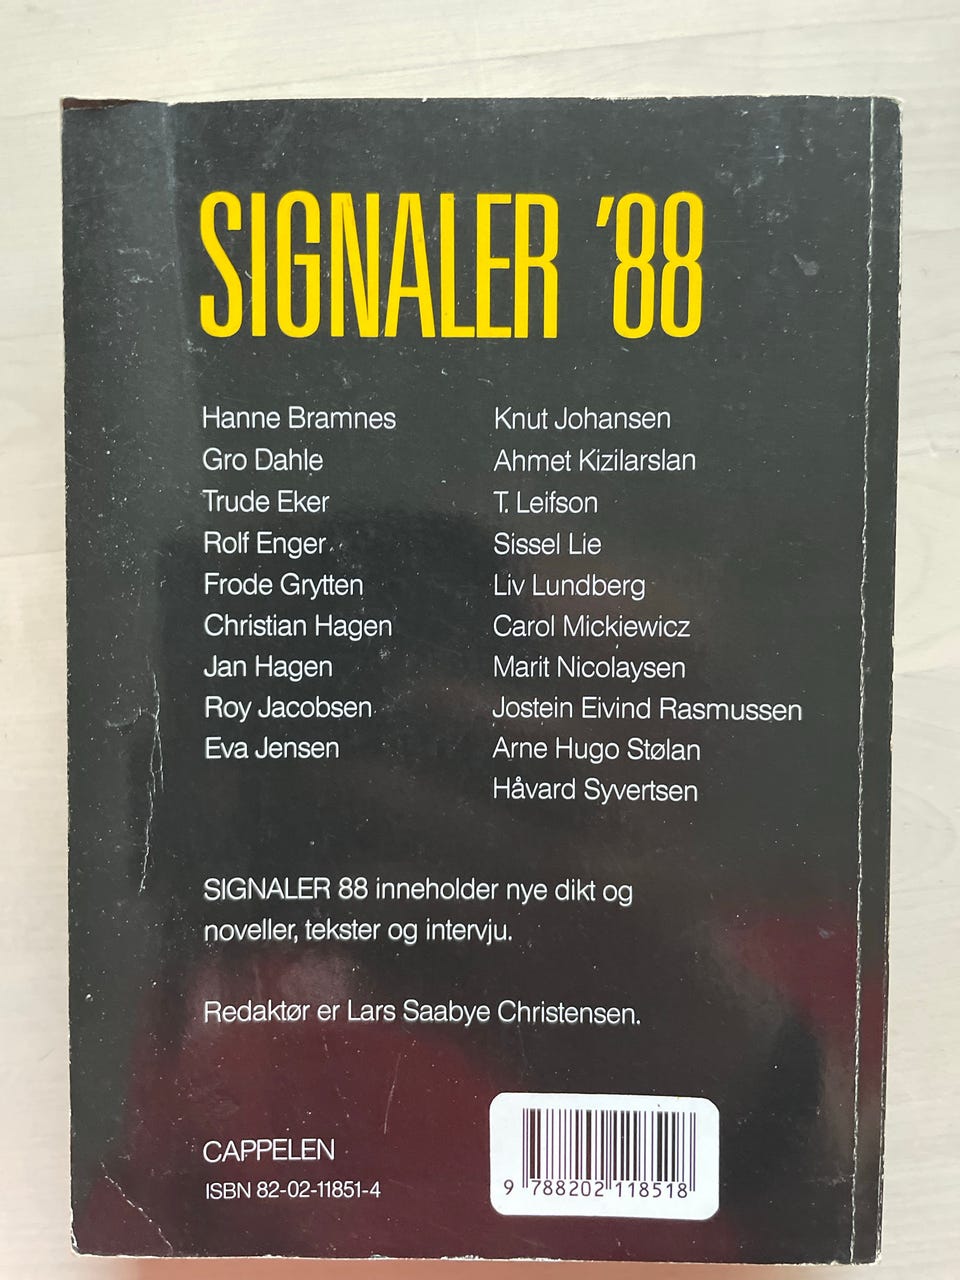 SIGNALER '88
Hanne Bramnes
Gro Dahle
Trude Eker
Rolf Enger
Frode Grytten
Christian Hagen
Jan Hagen
Roy Jacobsen
Eva Jensen
Knut Johansen
Ahmet Kizilarslan
T. Leifson
Sissel Lie
Liv Lundberg
Carol Mickiewicz
Marit Nicolaysen
Jostein Eivind Rasmussen
Arne Hugo Stølan
Håvard Syvertsen
SIGNALER 88 inneholder nye dikt og
noveller, tekster og intervju.
Redaktør er Lars Saabye Christensen.
CAPPELEN
ISBN 82-02-11851-4
9 788202 118518